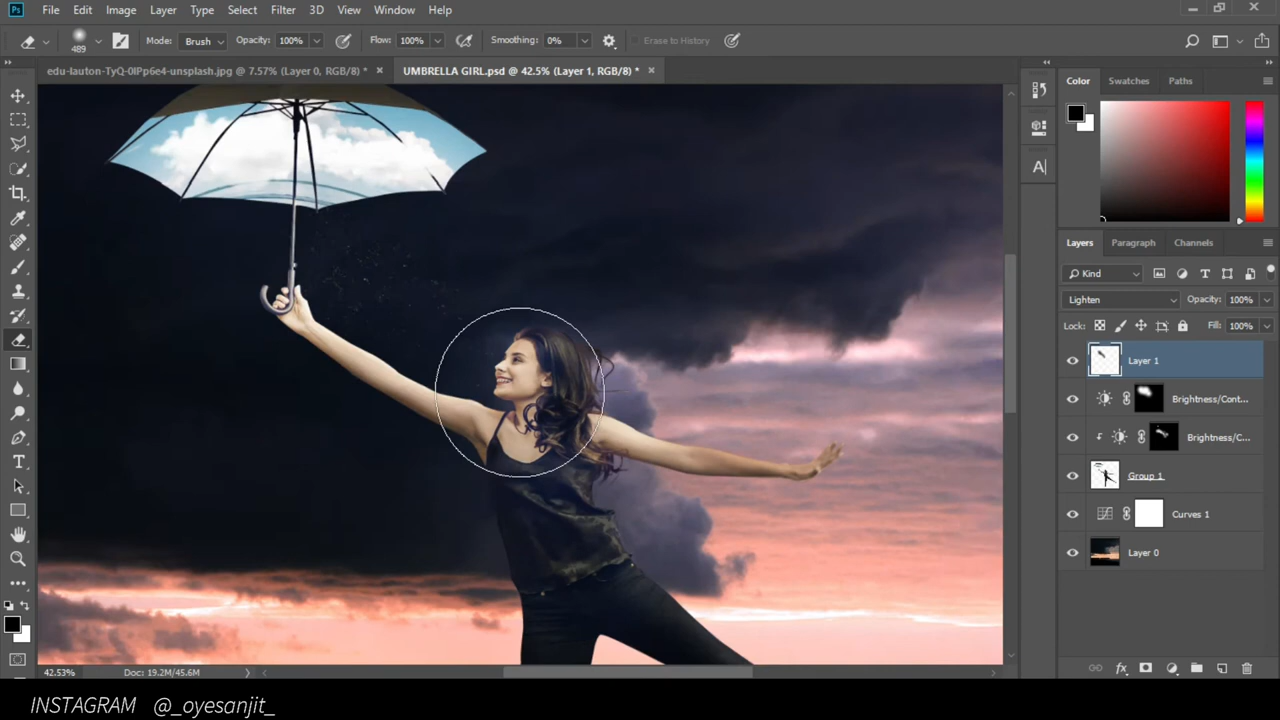 Ps File Edit Image Layer Type Select Filter 3D View Window Help
489 Mode: Brush Opacity: 100% Flow: 100% Smoothing: 0% Erase to History
edu-lauton-TyQ-0lPp6e4-unsplash.jpg @ 7.57% (Layer 0, RGB/8) * UMBRELLA GIRL.psd @ 42.5% (Layer 1, RGB/8) *
Color Swatches Paths
A
Layers Paragraph Channels
Kind
Lighten Opacity: 100%
Lock: Fill: 100%
Layer 1
Brightness/Cont...
Brightness/C...
Group 1
Curves 1
Layer 0
42.53% Doc: 19.2M/45.6M
INSTAGRAM @_oyesanjit_